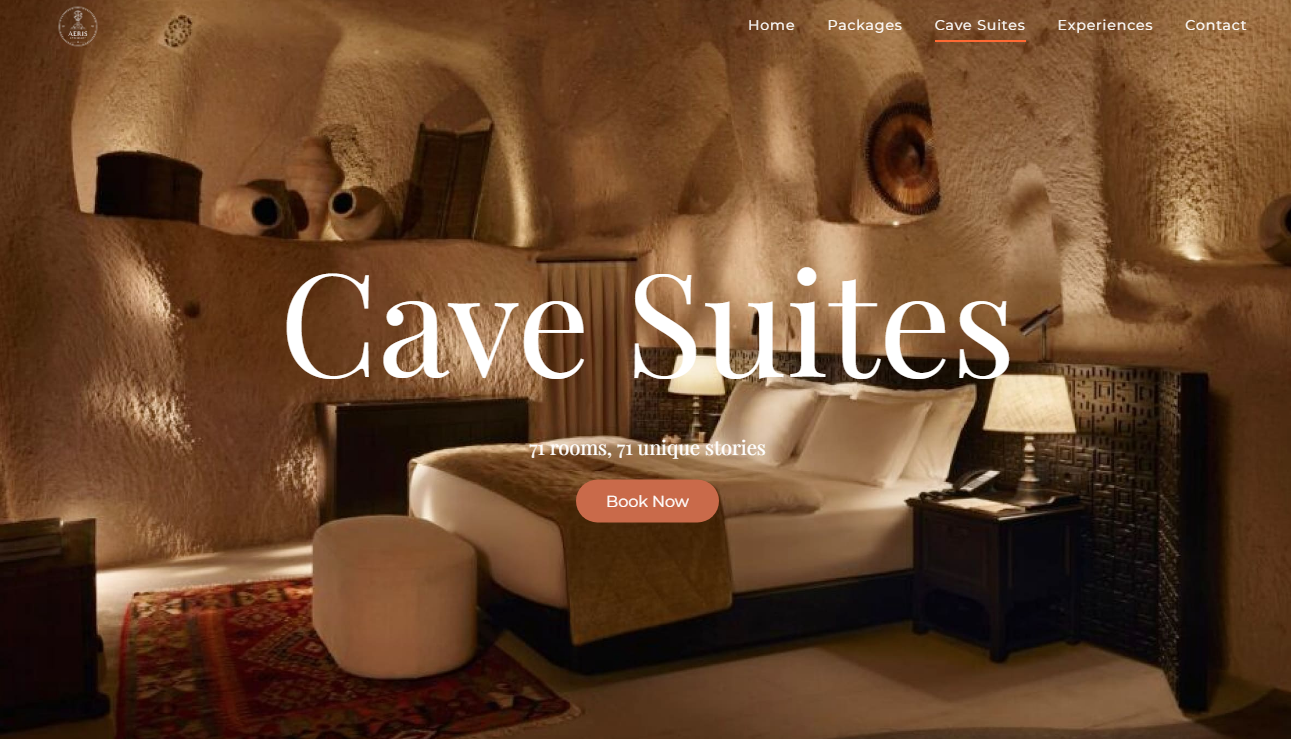 AERIS
Home
Packages
Cave Suites
Experiences
Contact
Cave Suites
71 rooms, 71 unique stories
Book Now